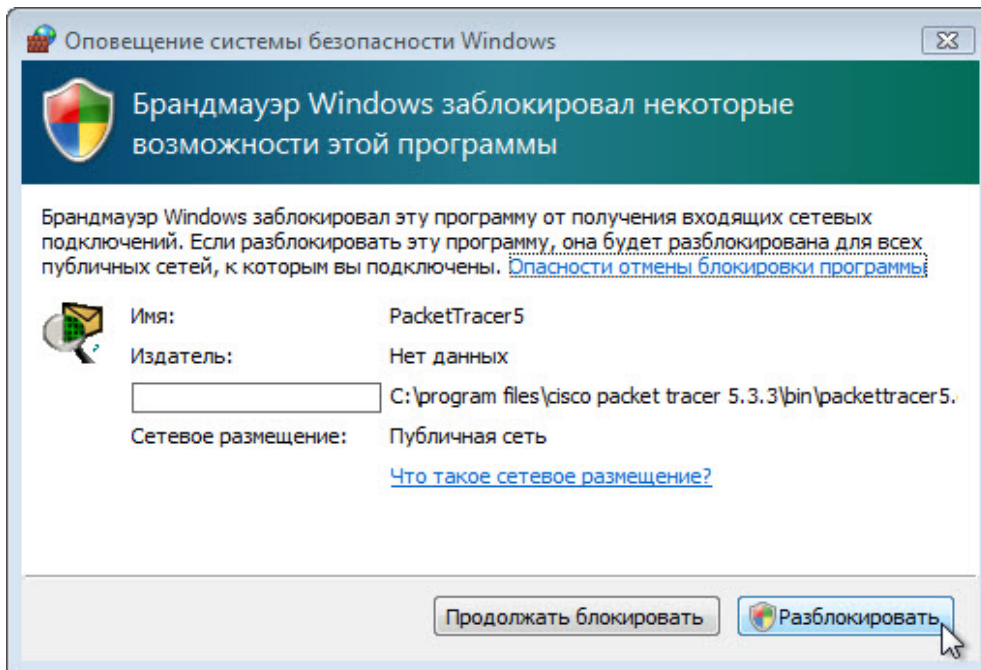 Оповещение системы безопасности Windows
Брандмауэр Windows заблокировал некоторые
возможности этой программы
Брандмауэр Windows заблокировал эту программу от получения входящих сетевых
подключений. Если разблокировать эту программу, она будет разблокирована для всех
публичных сетей, к которым вы подключены. Опасности отмены блокировки программы
Имя: PacketTracer5
Издатель: Нет данных
C:\program files\cisco packet tracer 5.3.3\bin\packettracer5.
Сетевое размещение: Публичная сеть
Что такое сетевое размещение?
Продолжать блокировать Разблокировать